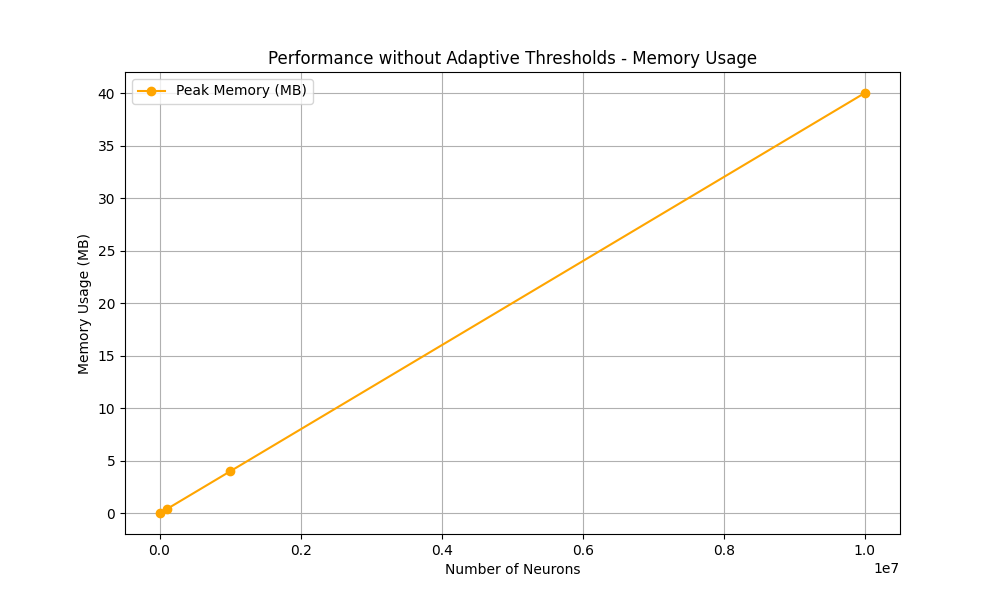 Performance without Adaptive Thresholds - Memory Usage
Peak Memory (MB)
Memory Usage (MB)
40
35
30
25
20
15
10
5
0
0.0 0.2 0.4 0.6 0.8 1.0
1e7
Number of Neurons